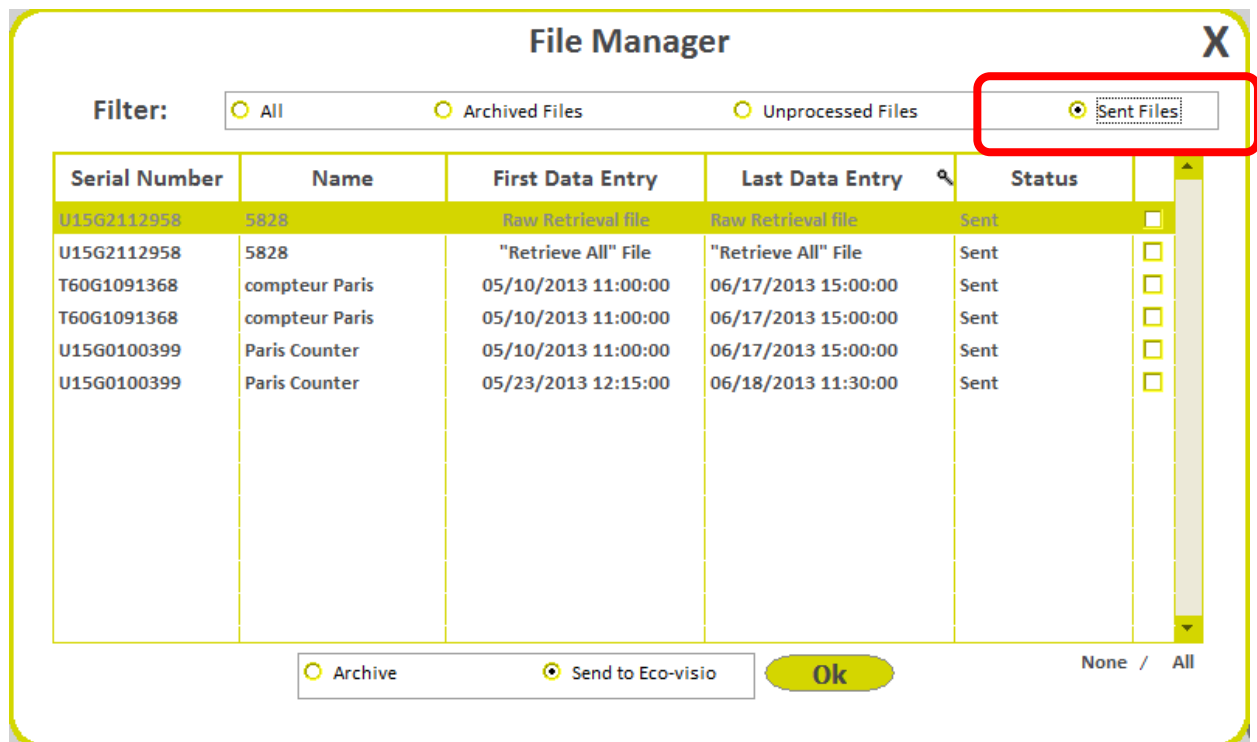 File Manager X
Filter: All Archived Files Unprocessed Files Sent Files
Serial Number Name First Data Entry Last Data Entry Status
U15G2112958 5828 Raw Retrieval file Raw Retrieval file Sent
U15G2112958 5828 "Retrieve All" File "Retrieve All" File Sent
T60G1091368 compteur Paris 05/10/2013 11:00:00 06/17/2013 15:00:00 Sent
T60G1091368 compteur Paris 05/10/2013 11:00:00 06/17/2013 15:00:00 Sent
U15G0100399 Paris Counter 05/10/2013 11:00:00 06/17/2013 15:00:00 Sent
U15G0100399 Paris Counter 05/23/2013 12:15:00 06/18/2013 11:30:00 Sent
Archive Send to Eco-visio Ok None / All